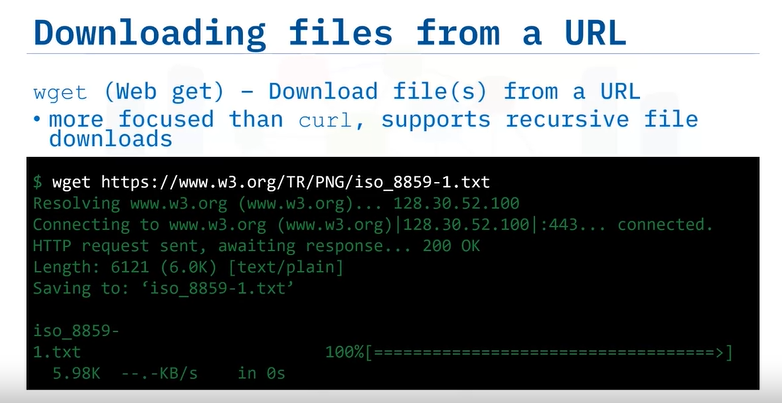 Downloading files from a URL
wget (Web get) – Download file(s) from a URL
• more focused than curl, supports recursive file
downloads
$ wget https://www.w3.org/TR/PNG/iso_8859-1.txt
Resolving www.w3.org (www.w3.org)... 128.30.52.100
Connecting to www.w3.org (www.w3.org)|128.30.52.100|:443... connected.
HTTP request sent, awaiting response... 200 OK
Length: 6121 (6.0K) [text/plain]
Saving to: ‘iso_8859-1.txt’
iso_8859-
1.txt 100%[===================================>]
5.98K --.-KB/s in 0s